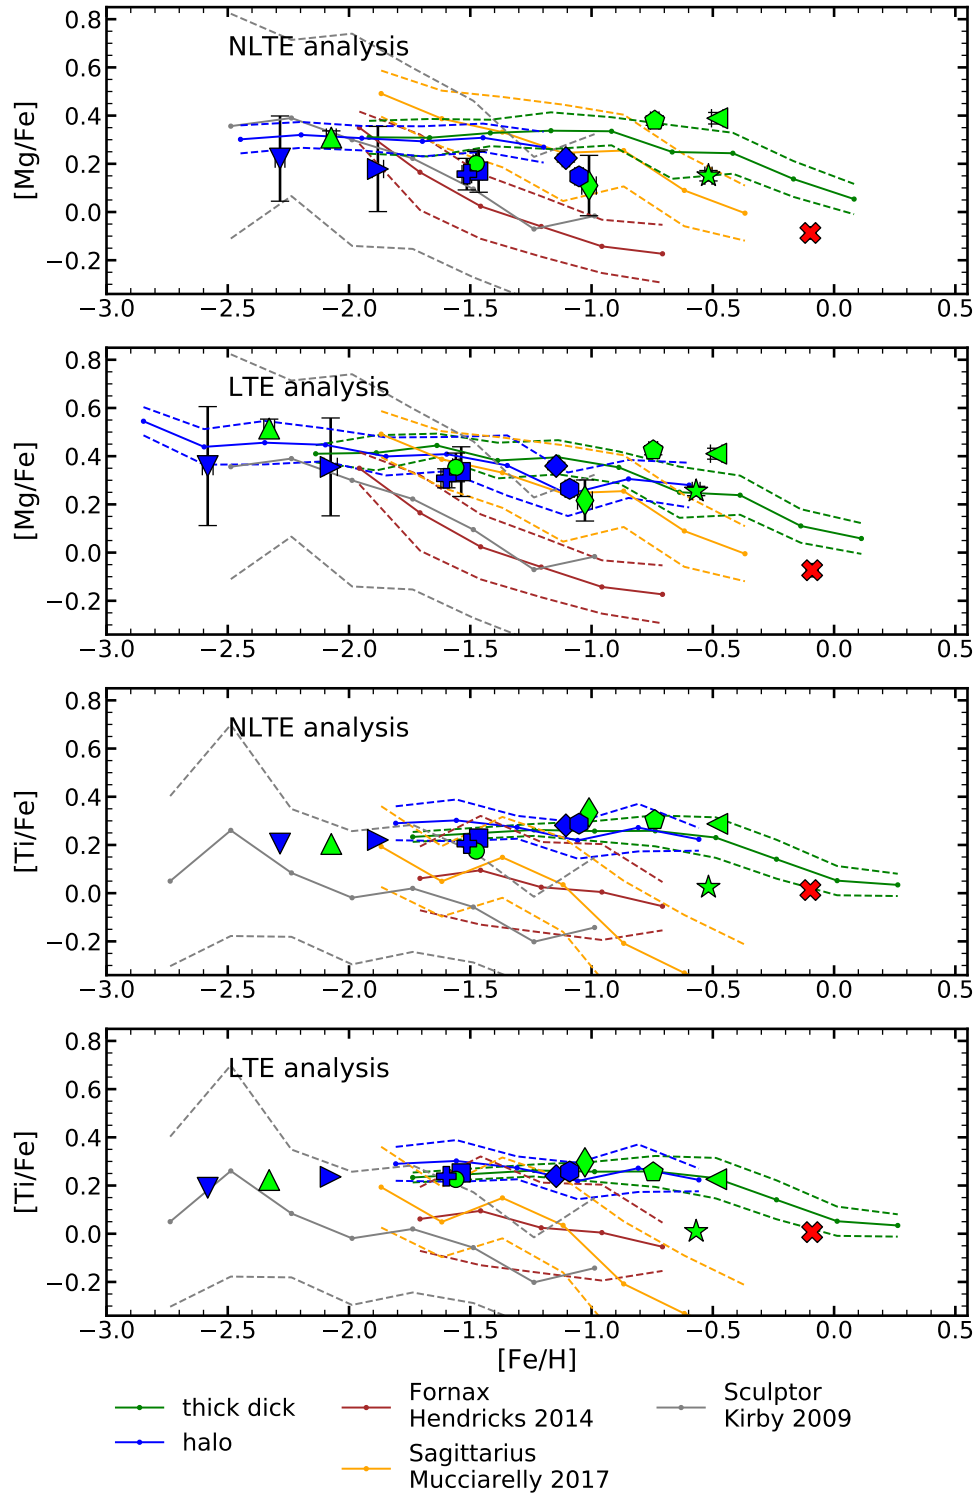 NLTE analysis
[Mg/Fe]
0.8
0.6
0.4
0.2
0.0
−0.2
−3.0 −2.5 −2.0 −1.5 −1.0 −0.5 0.0 0.5
LTE analysis
[Mg/Fe]
0.8
0.6
0.4
0.2
0.0
−0.2
−3.0 −2.5 −2.0 −1.5 −1.0 −0.5 0.0 0.5
NLTE analysis
[Ti/Fe]
0.8
0.6
0.4
0.2
0.0
−0.2
−3.0 −2.5 −2.0 −1.5 −1.0 −0.5 0.0 0.5
LTE analysis
[Ti/Fe]
0.8
0.6
0.4
0.2
0.0
−0.2
−3.0 −2.5 −2.0 −1.5 −1.0 −0.5 0.0 0.5
[Fe/H]
thick dick
halo
Fornax
Hendricks 2014
Sagittarius
Mucciarelly 2017
Sculptor
Kirby 2009